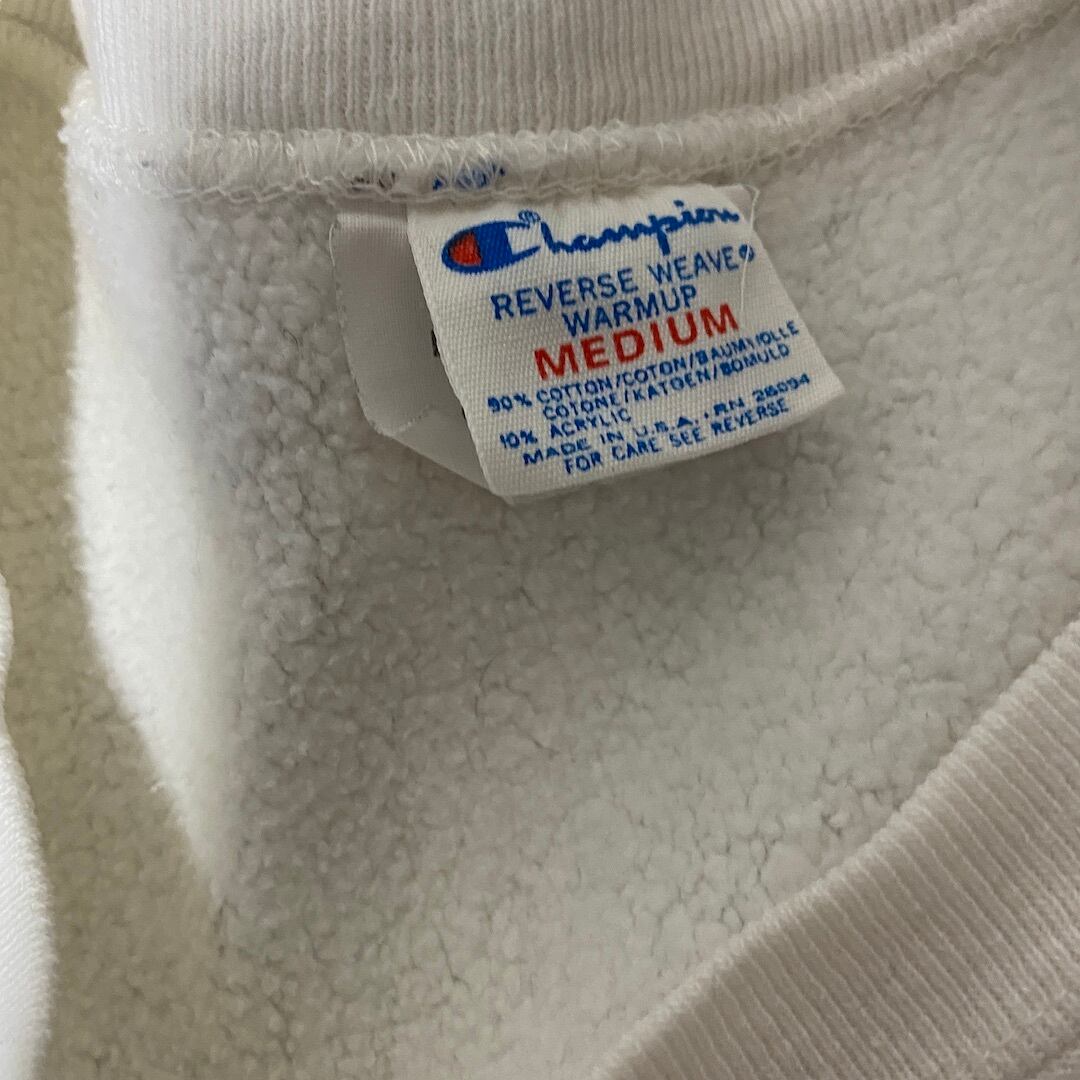 Champion®
REVERSE WEAVE®
WARMUP
MEDIUM
90% COTTON/COTON/BAUMWOLLE
COTONE/KATOEN/BOMULD
10% ACRYLIC
MADE IN U.S.A. · RN 26094
FOR CARE SEE REVERSE